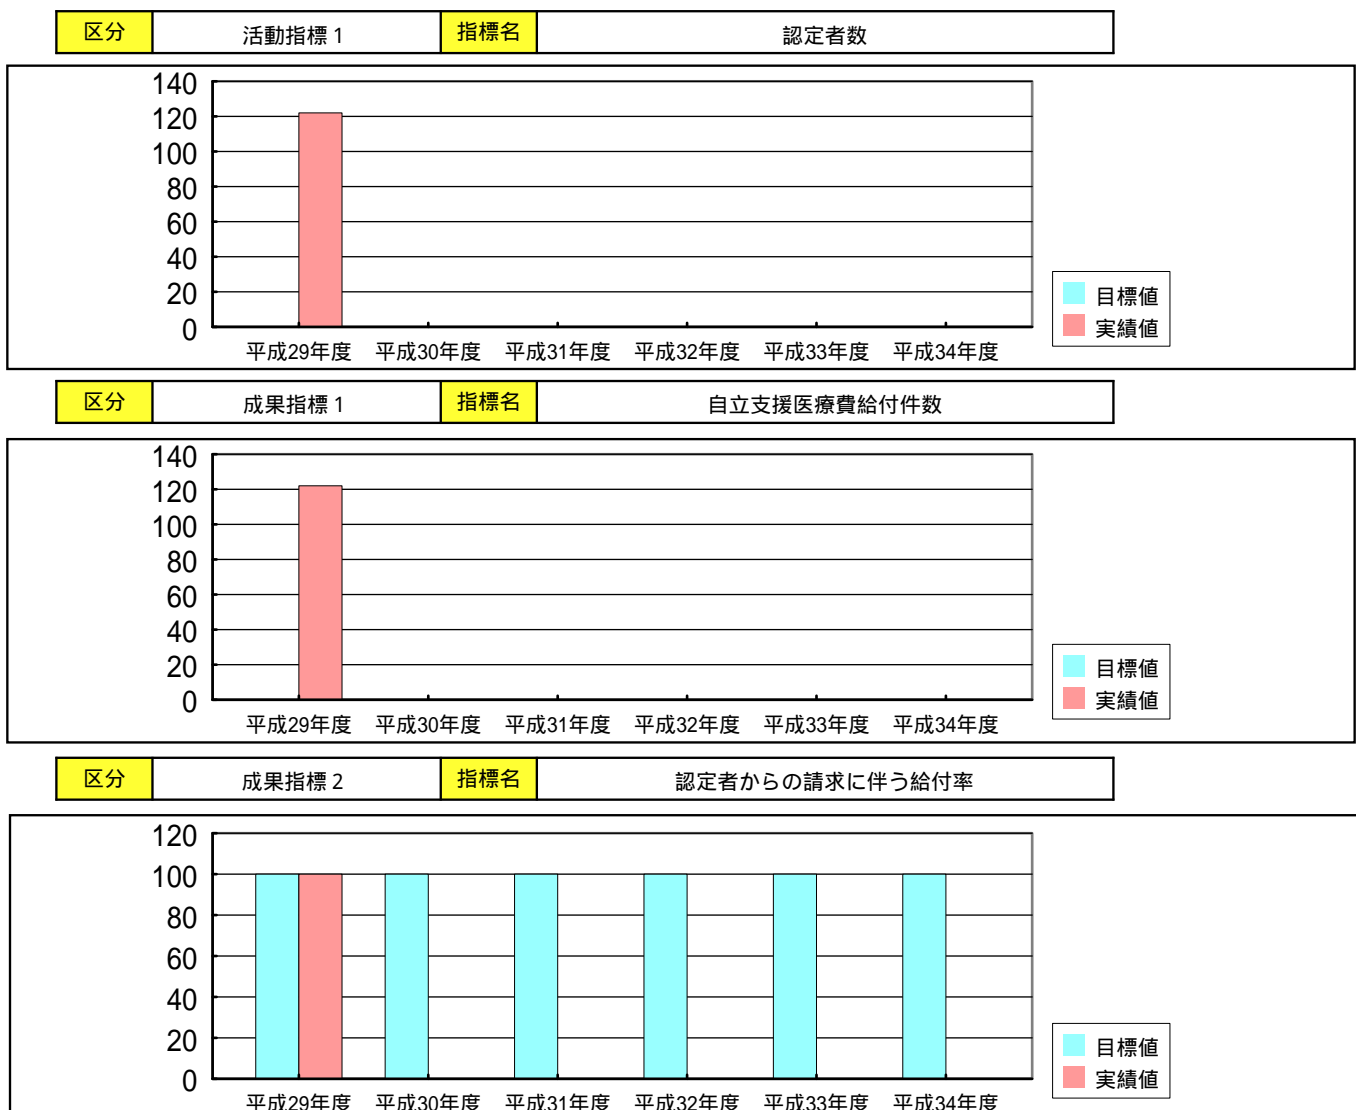 区分 活動指標1 指標名 認定者数
140
120
100
80
60
40
20
0
平成29年度 平成30年度 平成31年度 平成32年度 平成33年度 平成34年度
目標値
実績値
区分 成果指標1 指標名 自立支援医療費給付件数
140
120
100
80
60
40
20
0
平成29年度 平成30年度 平成31年度 平成32年度 平成33年度 平成34年度
目標値
実績値
区分 成果指標2 指標名 認定者からの請求に伴う給付率
120
100
80
60
40
20
0
平成29年度 平成30年度 平成31年度 平成32年度 平成33年度 平成34年度
目標値
実績値